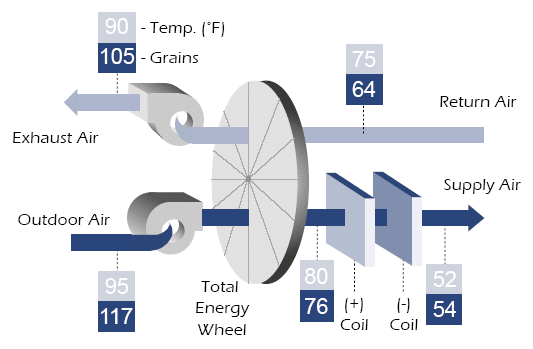 90 - Temp. (°F)
105 - Grains
75
64
Return Air
Exhaust Air
Supply Air
Outdoor Air
95
117
Total
Energy
Wheel
80
76
(+)
Coil
(-)
Coil
52
54